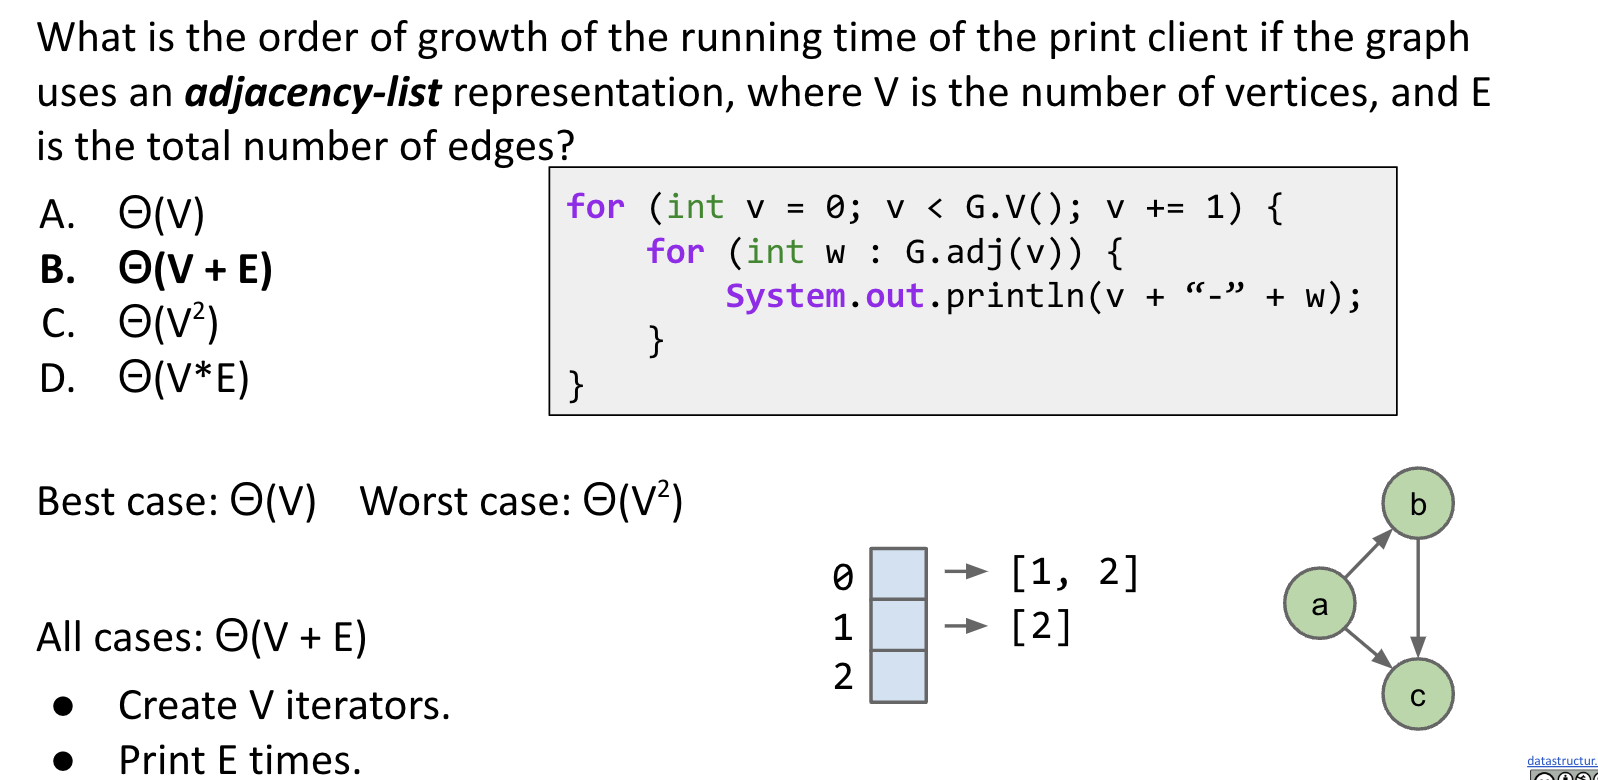 What is the order of growth of the running time of the print client if the graph
uses an adjacency-list representation, where V is the number of vertices, and E
is the total number of edges?
A. Θ(V)
B. Θ(V + E)
C. Θ(V²)
D. Θ(V*E)
for (int v = 0; v < G.V(); v += 1) {
    for (int w : G.adj(v)) {
        System.out.println(v + “-” + w);
    }
}
Best case: Θ(V)   Worst case: Θ(V²)
All cases: Θ(V + E)
● Create V iterators.
● Print E times.
0 [1, 2]
1 [2]
2
b
a
c
datastructur.